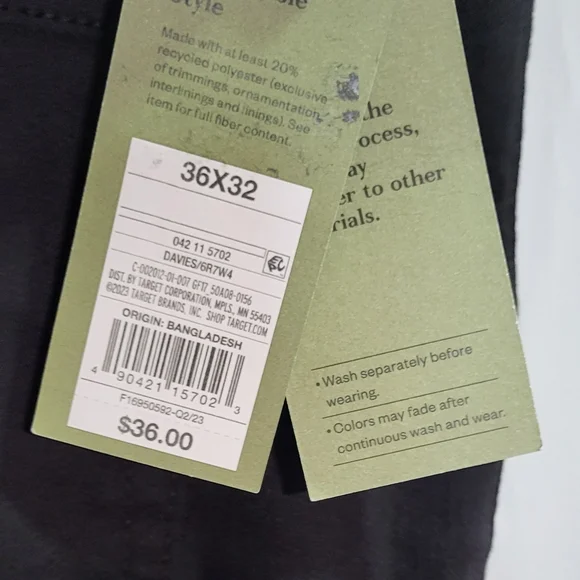 Style
Made with at least 20%
recycled polyester (exclusive
of trimmings, ornamentation,
interlinings and linings). See
item for full fiber content.
36X32
042 11 5702
DAVIES/6R7W4
C-002012-01-007 GF17 50A08-0156
DIST. BY TARGET CORPORATION, MPLS., MN 55403
©2023 TARGET BRANDS, INC. SHOP TARGET.COM
ORIGIN: BANGLADESH
4 90421 15702 3
F16950592-Q2/23
$36.00
the
ocess,
ay
er to other
rials.
• Wash separately before
wearing.
• Colors may fade after
continuous wash and wear.